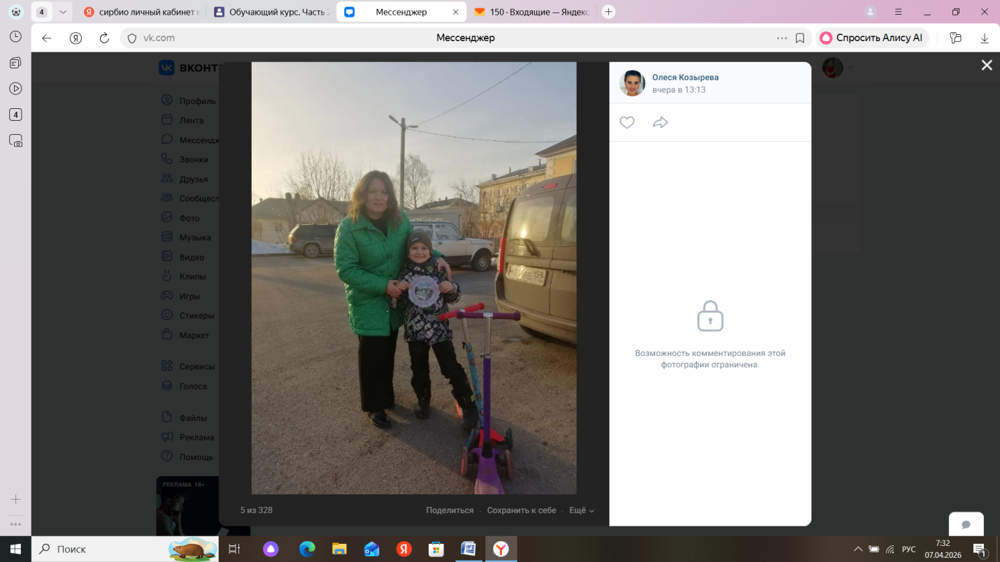 4
сирбио личный кабинет в
Обучающий курс. Часть 2
Мессенджер
150 · Входящие — Яндекс
vk.com
Мессенджер
Спросить Алису AI
4
ВКОНТ
Профиль
Лента
Мессендж
Звонки
Друзья
Сообщест
Фото
Музыка
Видео
Клипы
Игры
Стикеры
Маркет
Сервисы
Голоса
Файлы
Реклама
Помощь
РЕКЛАМА 18+
Олеся Козырева
вчера в 13:13
Возможность комментирования этой
фотографии ограничена.
5 из 328
Поделиться · Сохранить к себе · Ещё
Поиск
РУС
7:32
07.04.2026
1